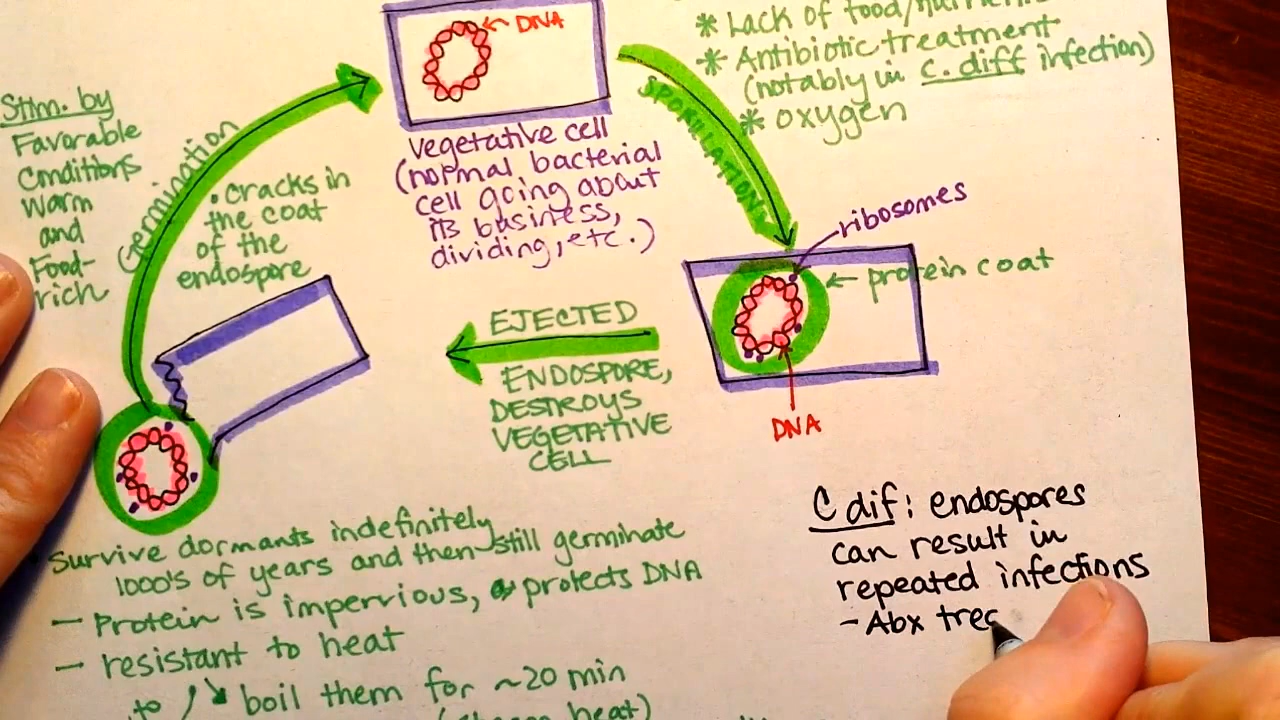 * Lack of food/
* Antibiotic treatment
(notably in c. diff infection)
* oxygen
DNA
SPORULATION
Stim. by
Favorable
Conditions
warm
and
Food-
rich
Germination
• cracks in
the coat
of the
endospore
vegetative cell
(normal bacterial
cell going about
its business,
dividing, etc.)
ribosomes
protein coat
DNA
EJECTED
ENDOSPORE,
DESTROYS
VEGETATIVE
CELL
• Survive dormants indefinitely
1000's of years and then still germinate
- Protein is impervious, protects DNA
- resistant to heat
to
boil them for ~20 min
heat)
C dif: endospores
can result in
repeated infections
- Abx trea